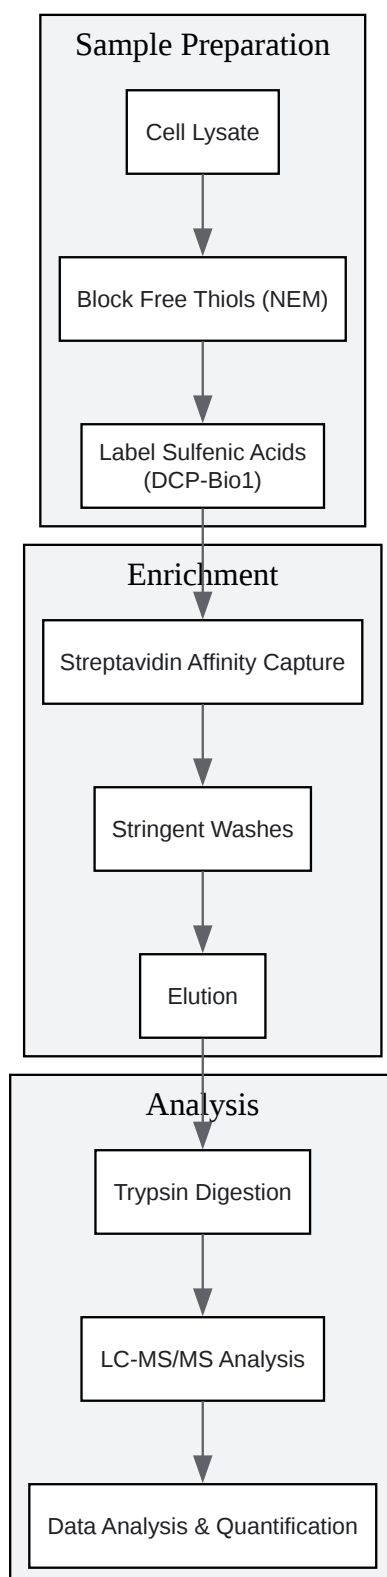 Sample Preparation
Cell Lysate
Block Free Thiols (NEM)
Label Sulfenic Acids
(DCP-Bio1)
Enrichment
Streptavidin Affinity Capture
Stringent Washes
Elution
Analysis
Trypsin Digestion
LC-MS/MS Analysis
Data Analysis & Quantification